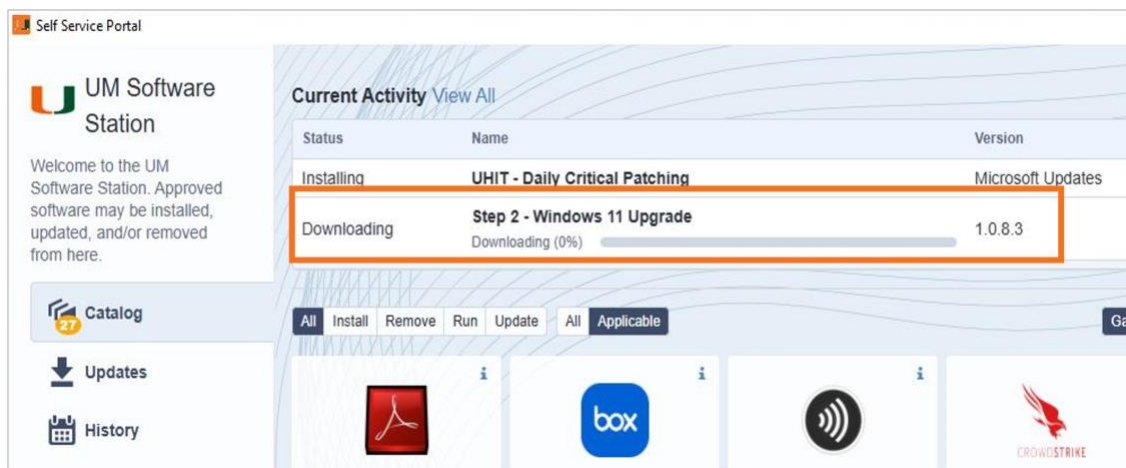 Self Service Portal
UM Software
Station
Welcome to the UM
Software Station. Approved
software may be installed,
updated, and/or removed
from here.
27
Catalog
Updates
History
Current Activity View All
Status Name Version
Installing UHIT - Daily Critical Patching Microsoft Updates
Downloading Step 2 - Windows 11 Upgrade 1.0.8.3
Downloading (0%)
All Install Remove Run Update All Applicable
i i i
box
CROWDSTRIKE